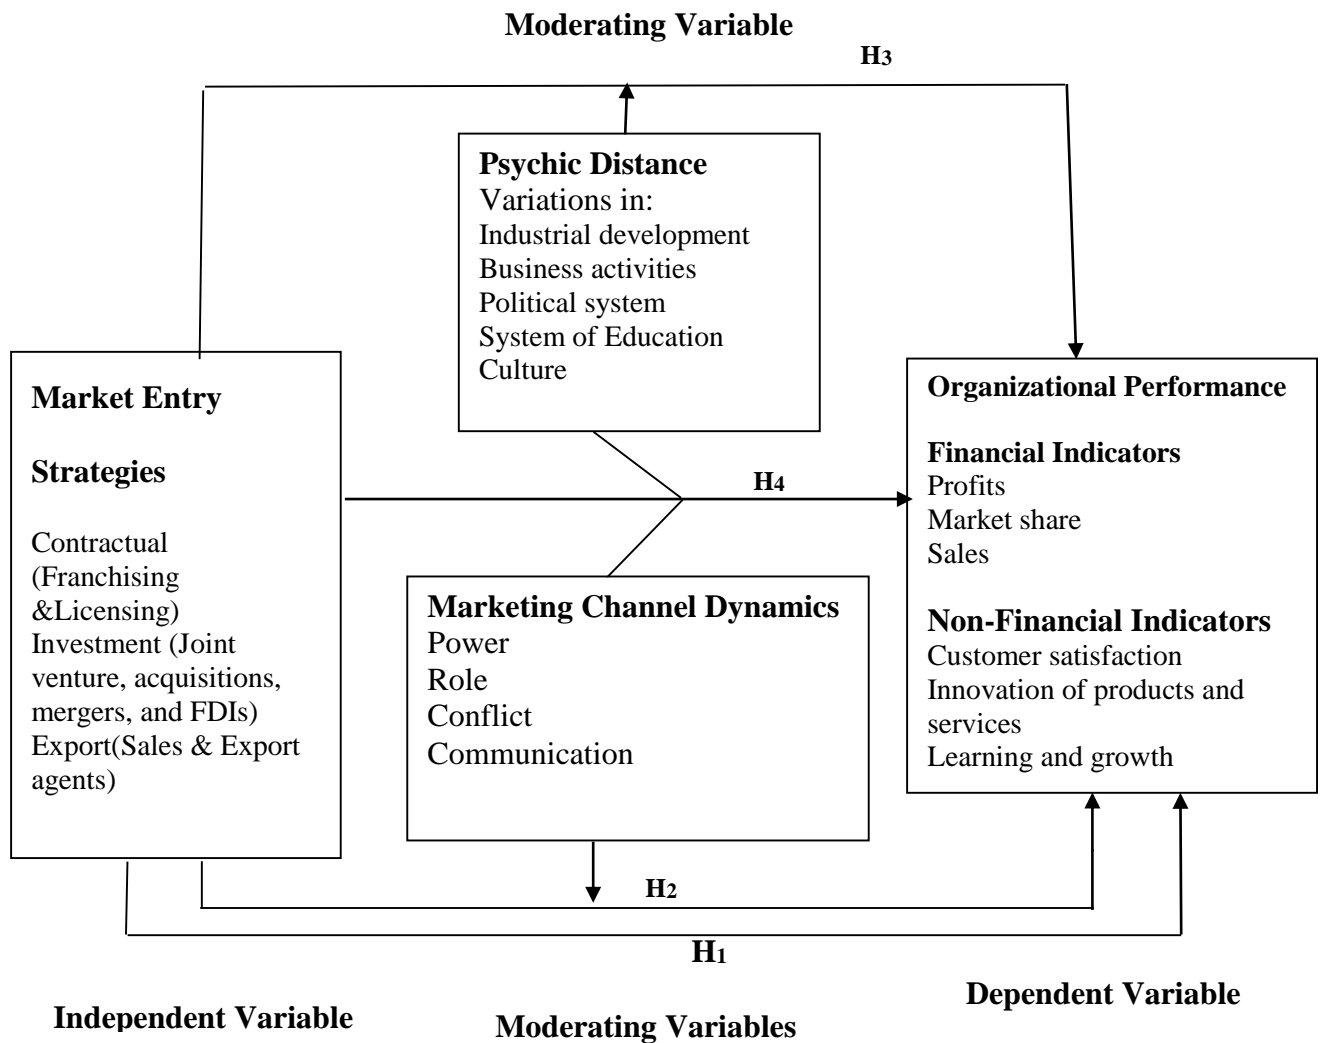 Moderating Variable
H3
Psychic Distance
Variations in:
Industrial development
Business activities
Political system
System of Education
Culture
Market Entry
Strategies
Contractual
(Franchising
&Licensing)
Investment (Joint
venture, acquisitions,
mergers, and FDIs)
Export(Sales & Export
agents)
H4
Organizational Performance
Financial Indicators
Profits
Market share
Sales
Non-Financial Indicators
Customer satisfaction
Innovation of products and
services
Learning and growth
Marketing Channel Dynamics
Power
Role
Conflict
Communication
H2
H1
Independent Variable
Moderating Variables
Dependent Variable